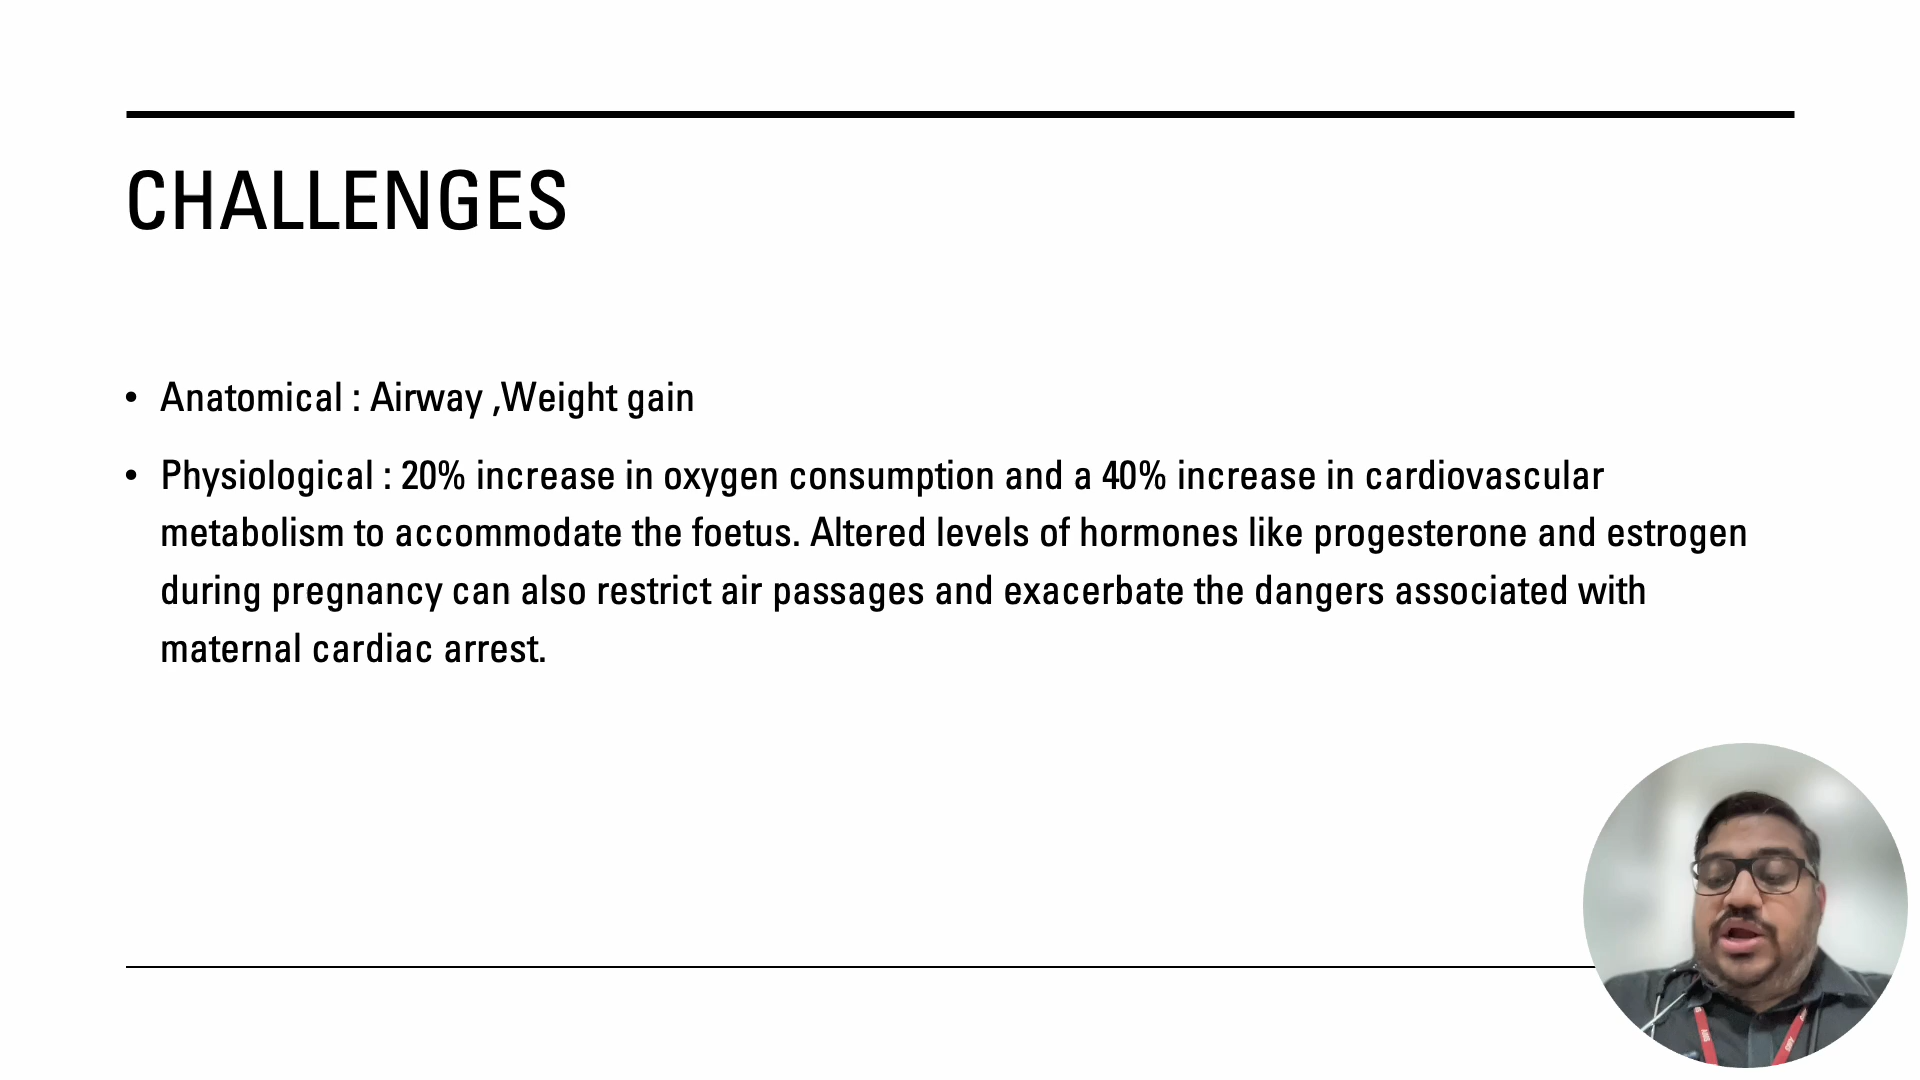 CHALLENGES
• Anatomical : Airway ,Weight gain
• Physiological : 20% increase in oxygen consumption and a 40% increase in cardiovascular
metabolism to accommodate the foetus. Altered levels of hormones like progesterone and estrogen
during pregnancy can also restrict air passages and exacerbate the dangers associated with
maternal cardiac arrest.